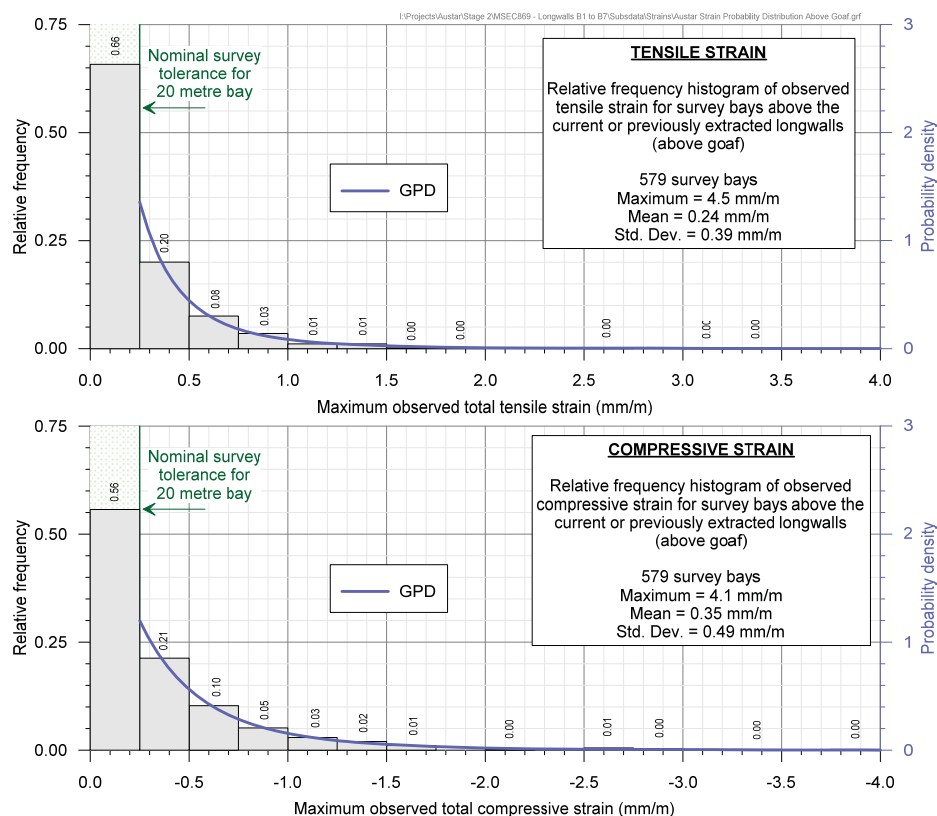 I:\Projects\Austar\Stage 2\MSEC869 - Longwalls B1 to B7\Subsdata\Strains\Austar Strain Probability Distribution Above Goaf.grf
0.75
3
0.66
Nominal survey
tolerance for
20 metre bay
TENSILE STRAIN
Relative frequency histogram of observed
tensile strain for survey bays above the
current or previously extracted longwalls
(above goaf)
579 survey bays
Maximum = 4.5 mm/m
Mean = 0.24 mm/m
Std. Dev. = 0.39 mm/m
0.50
2
Relative frequency
Probability density
GPD
0.25
1
0.20
0.08
0.03
0.01
0.01
0.00
0.00
0.00
0.00
0.00
0.00
0
0.0 0.5 1.0 1.5 2.0 2.5 3.0 3.5 4.0
Maximum observed total tensile strain (mm/m)
0.75
3
0.56
Nominal survey
tolerance for
20 metre bay
COMPRESSIVE STRAIN
Relative frequency histogram of observed
compressive strain for survey bays above the
current or previously extracted longwalls
(above goaf)
579 survey bays
Maximum = 4.1 mm/m
Mean = 0.35 mm/m
Std. Dev. = 0.49 mm/m
0.50
2
Relative frequency
Probability density
GPD
0.25
1
0.21
0.10
0.05
0.03
0.02
0.01
0.00
0.01
0.00
0.00
0.00
0.00
0
0.0 -0.5 -1.0 -1.5 -2.0 -2.5 -3.0 -3.5 -4.0
Maximum observed total compressive strain (mm/m)